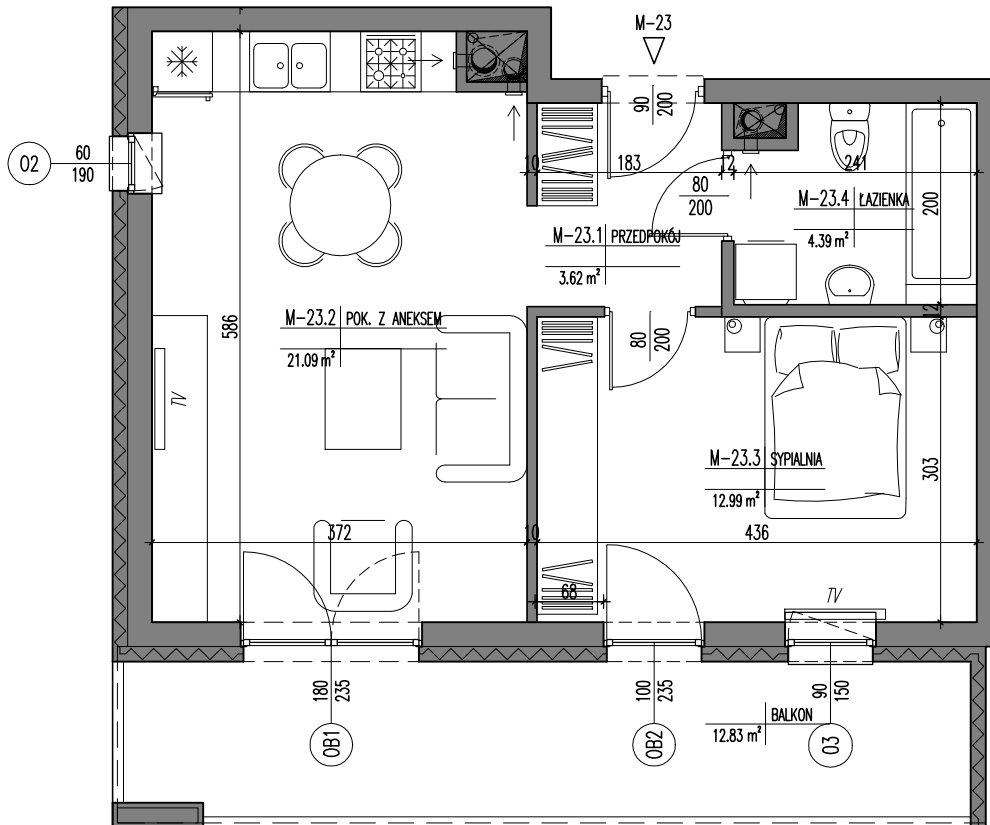 M-23
90
200
O2
60
190
10
183
12
241
80
200
M-23.4 ŁAZIENKA
4.39 m²
200
M-23.1 PRZEDPOKÓJ
3.62 m²
586
M-23.2 POK. Z ANEKSEM
21.09 m²
12
80
200
TV
M-23.3 SYPIALNIA
12.99 m²
303
372
10
436
68
TV
180
235
100
235
90
150
BALKON
12.83 m²
OB1
OB2
O3